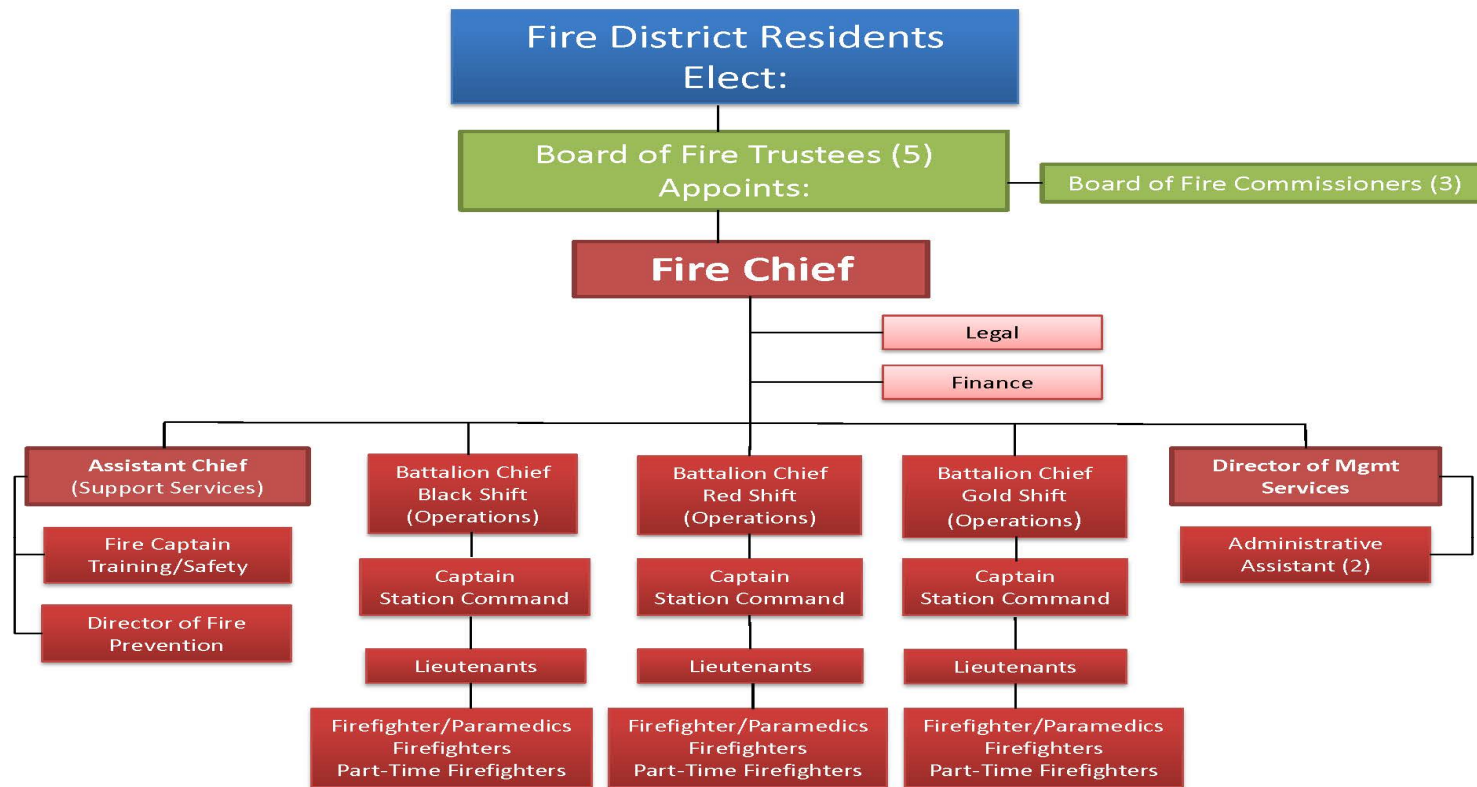 Fire District Residents
Elect:
Board of Fire Trustees (5)
Appoints:
Board of Fire Commissioners (3)
Fire Chief
Legal
Finance
Assistant Chief
(Support Services)
Fire Captain
Training/Safety
Director of Fire
Prevention
Battalion Chief
Black Shift
(Operations)
Captain
Station Command
Lieutenants
Firefighter/Paramedics
Firefighters
Part-Time Firefighters
Battalion Chief
Red Shift
(Operations)
Captain
Station Command
Lieutenants
Firefighter/Paramedics
Firefighters
Part-Time Firefighters
Battalion Chief
Gold Shift
(Operations)
Captain
Station Command
Lieutenants
Firefighter/Paramedics
Firefighters
Part-Time Firefighters
Director of Mgmt
Services
Administrative
Assistant (2)